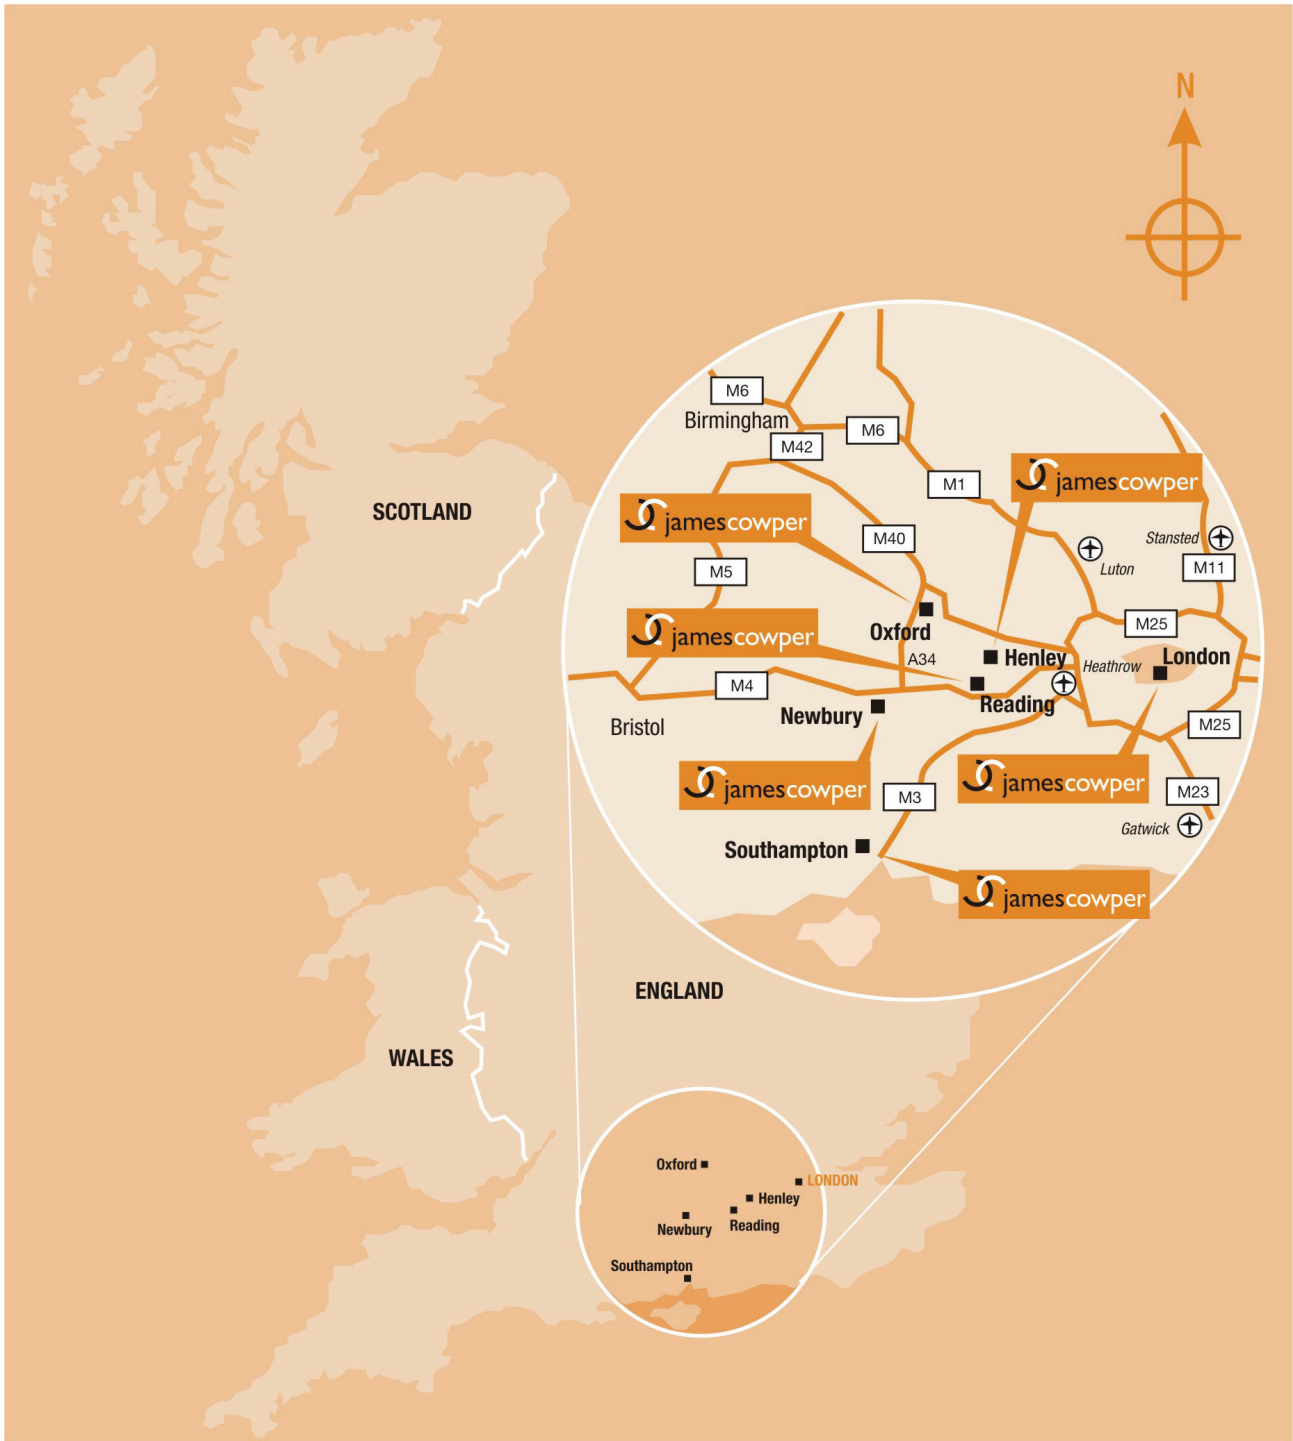 N
M6
Birmingham
M6
M42
M1
jamescowper
jamescowper
SCOTLAND
M40
Stansted
Luton
M11
M5
Oxford
M25
jamescowper
A34
Henley
Heathrow
London
M4
Reading
Newbury
Bristol
M25
jamescowper
jamescowper
M3
M23
Gatwick
Southampton
jamescowper
ENGLAND
WALES
Oxford
LONDON
Henley
Reading
Newbury
Southampton